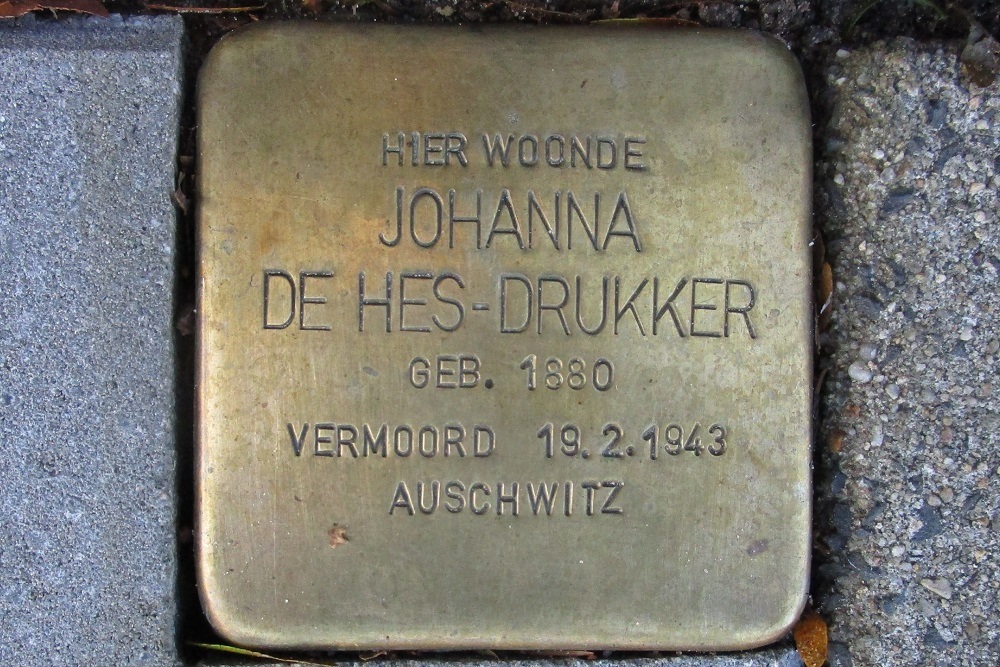 HIER WOONDE
JOHANNA
DE HES-DRUKKER
GEB. 1880
VERMOORD 19.2.1943
AUSCHWITZ